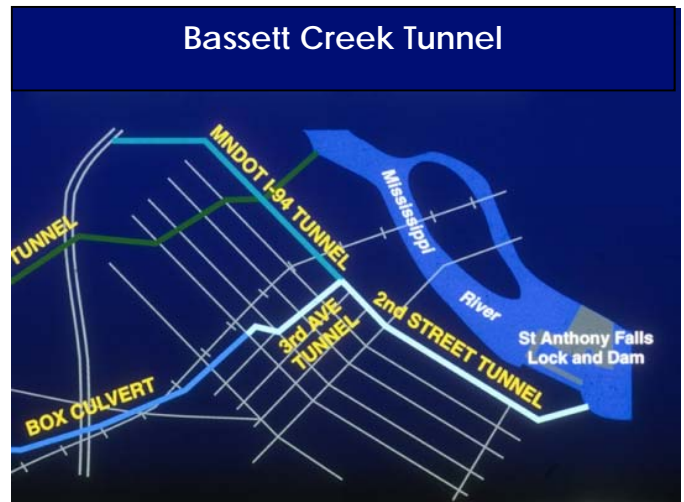 Bassett Creek Tunnel
MNDOT I-94 TUNNEL
Mississippi
River
TUNNEL
3rd AVE
TUNNEL
2nd STREET TUNNEL
St Anthony Falls
Lock and Dam
BOX CULVERT